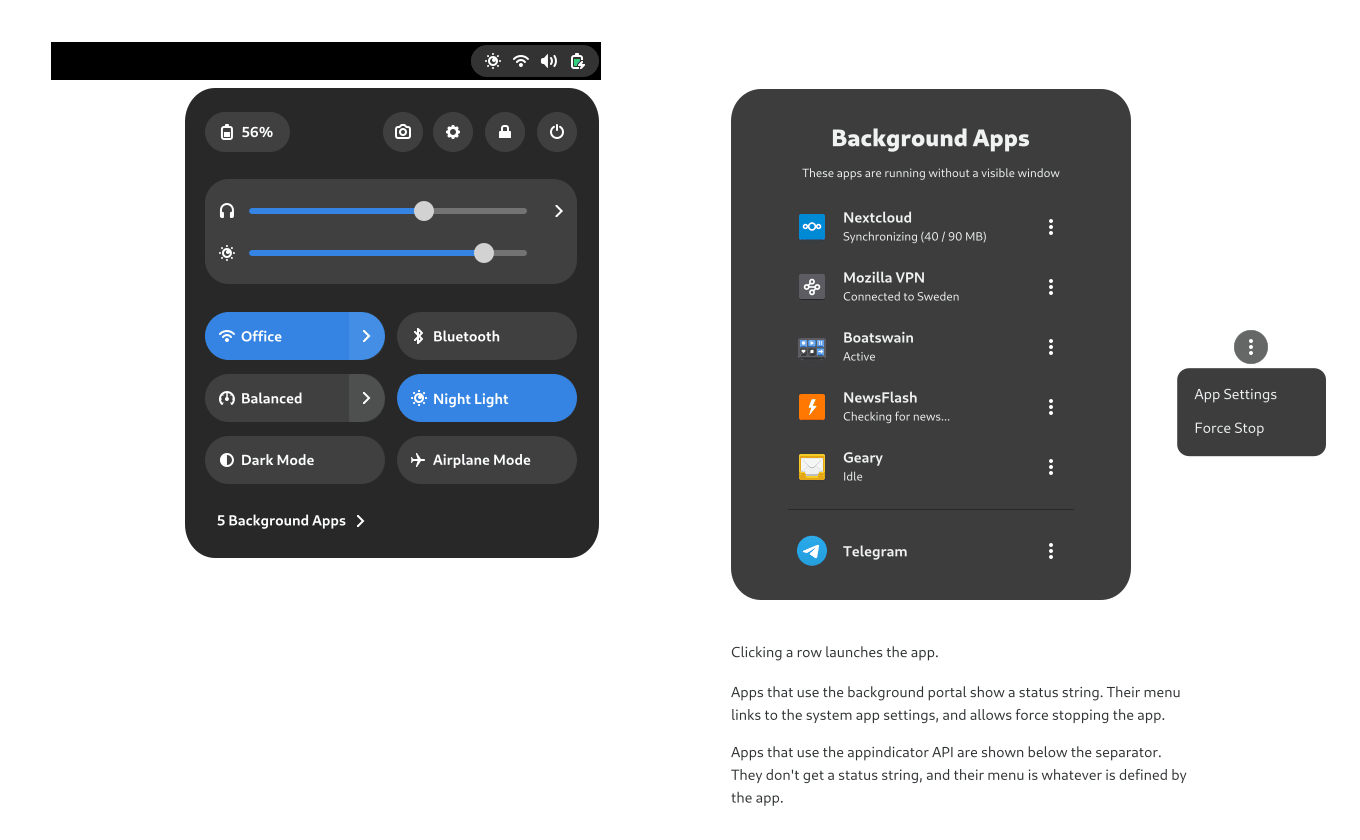 56%
Office
Bluetooth
Balanced
Night Light
Dark Mode
Airplane Mode
5 Background Apps
Background Apps
These apps are running without a visible window
Nextcloud
Synchronizing (40 / 90 MB)
Mozilla VPN
Connected to Sweden
Boatswain
Active
NewsFlash
Checking for news...
Geary
Idle
Telegram
App Settings
Force Stop
Clicking a row launches the app.
Apps that use the background portal show a status string. Their menu
links to the system app settings, and allows force stopping the app.
Apps that use the appindicator API are shown below the separator.
They don't get a status string, and their menu is whatever is defined by
the app.